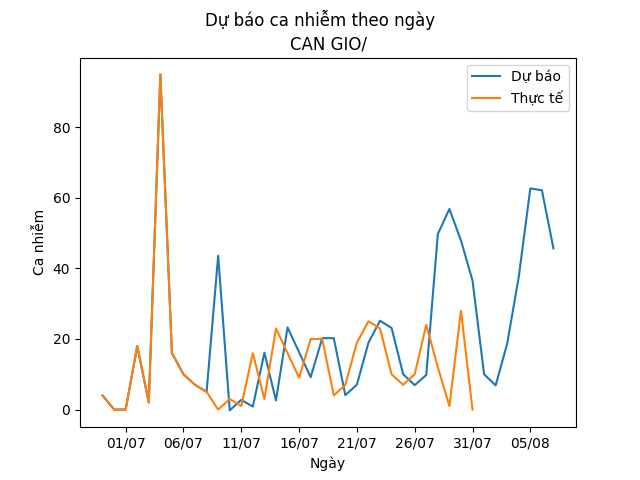 Dự báo ca nhiễm theo ngày
CAN GIO/
Dự báo
Thực tế
Ca nhiễm
80
60
40
20
0
01/07 06/07 11/07 16/07 21/07 26/07 31/07 05/08
Ngày